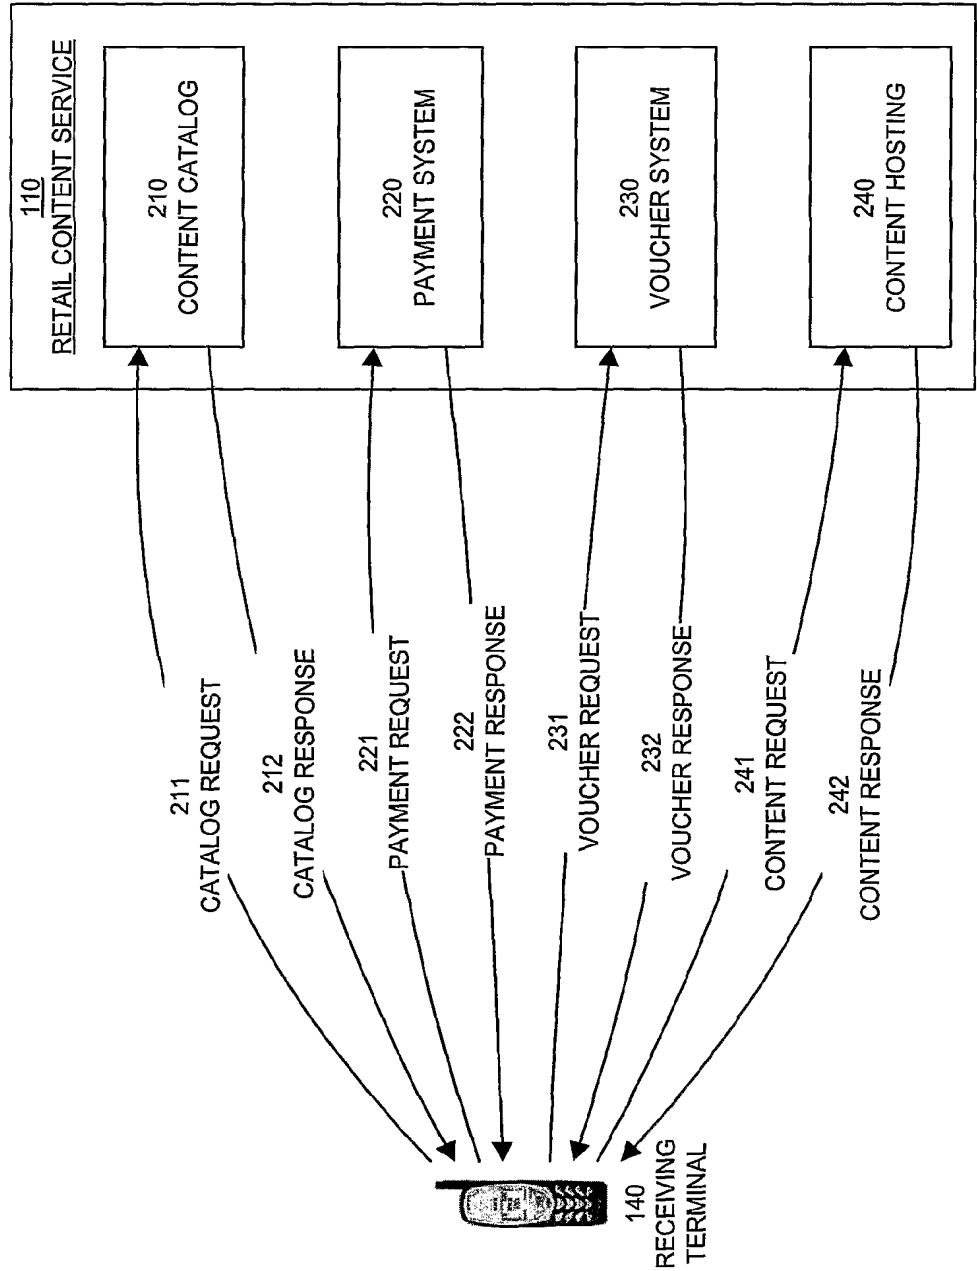 110
RETAIL CONTENT SERVICE
210
CONTENT CATALOG
220
PAYMENT SYSTEM
230
VOUCHER SYSTEM
240
CONTENT HOSTING
211
CATALOG REQUEST
212
CATALOG RESPONSE
221
PAYMENT REQUEST
222
PAYMENT RESPONSE
231
VOUCHER REQUEST
232
VOUCHER RESPONSE
241
CONTENT REQUEST
242
CONTENT RESPONSE
140
RECEIVING
TERMINAL